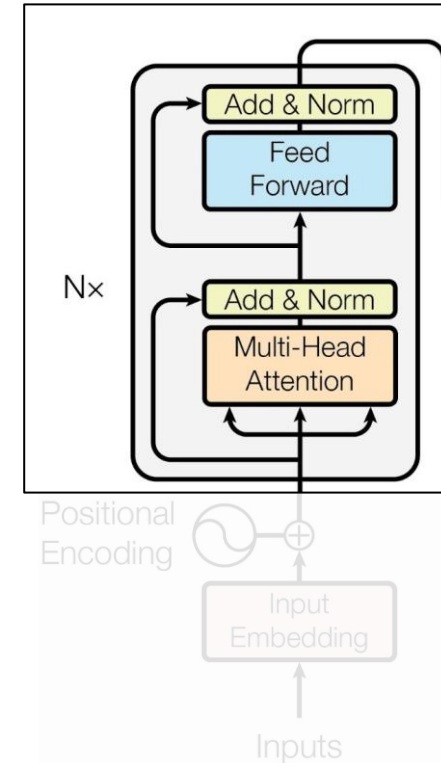 Add & Norm
Feed
Forward
N×
Add & Norm
Multi-Head
Attention
Positional
Encoding
Input
Embedding
Inputs